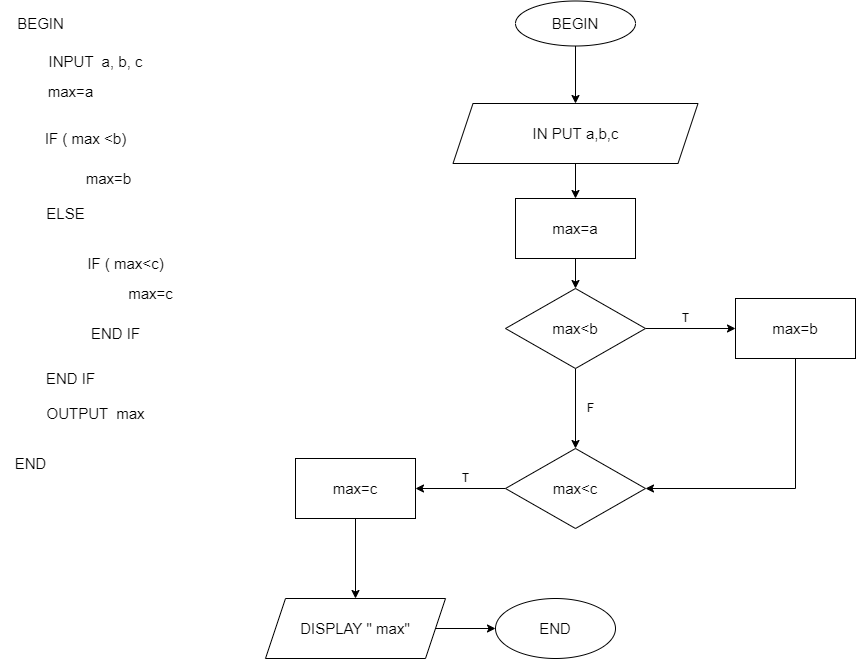 BEGIN
INPUT a, b, c
max=a
IF ( max <b)
max=b
ELSE
IF ( max<c)
max=c
END IF
END IF
OUTPUT max
END
BEGIN
IN PUT a,b,c
max=a
max<b
T
max=b
F
max<c
T
max=c
DISPLAY " max"
END